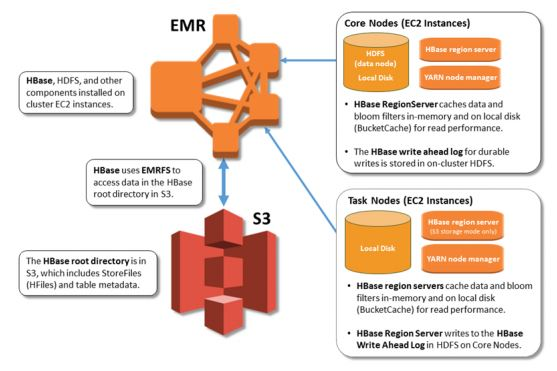 EMR
HBase, HDFS, and other
components installed on
cluster EC2 instances.
HBase uses EMRFS to
access data in the HBase
root directory in S3.
S3
The HBase root directory is in
S3, which includes StoreFiles
(HFiles) and table metadata.
Core Nodes (EC2 Instances)
HDFS
(data node)
Local Disk
HBase region server
YARN node manager
• HBase RegionServer caches data and
bloom filters in-memory and on local disk
(BucketCache) for read performance.
• The HBase write ahead log for durable
writes is stored in on-cluster HDFS.
Task Nodes (EC2 Instances)
Local Disk
HBase region server
(S3 storage mode only)
YARN node manager
• HBase region servers cache data and bloom
filters in-memory and on local disk
(BucketCache) for read performance.
• HBase Region Server writes to the HBase
Write Ahead Log in HDFS on Core Nodes.